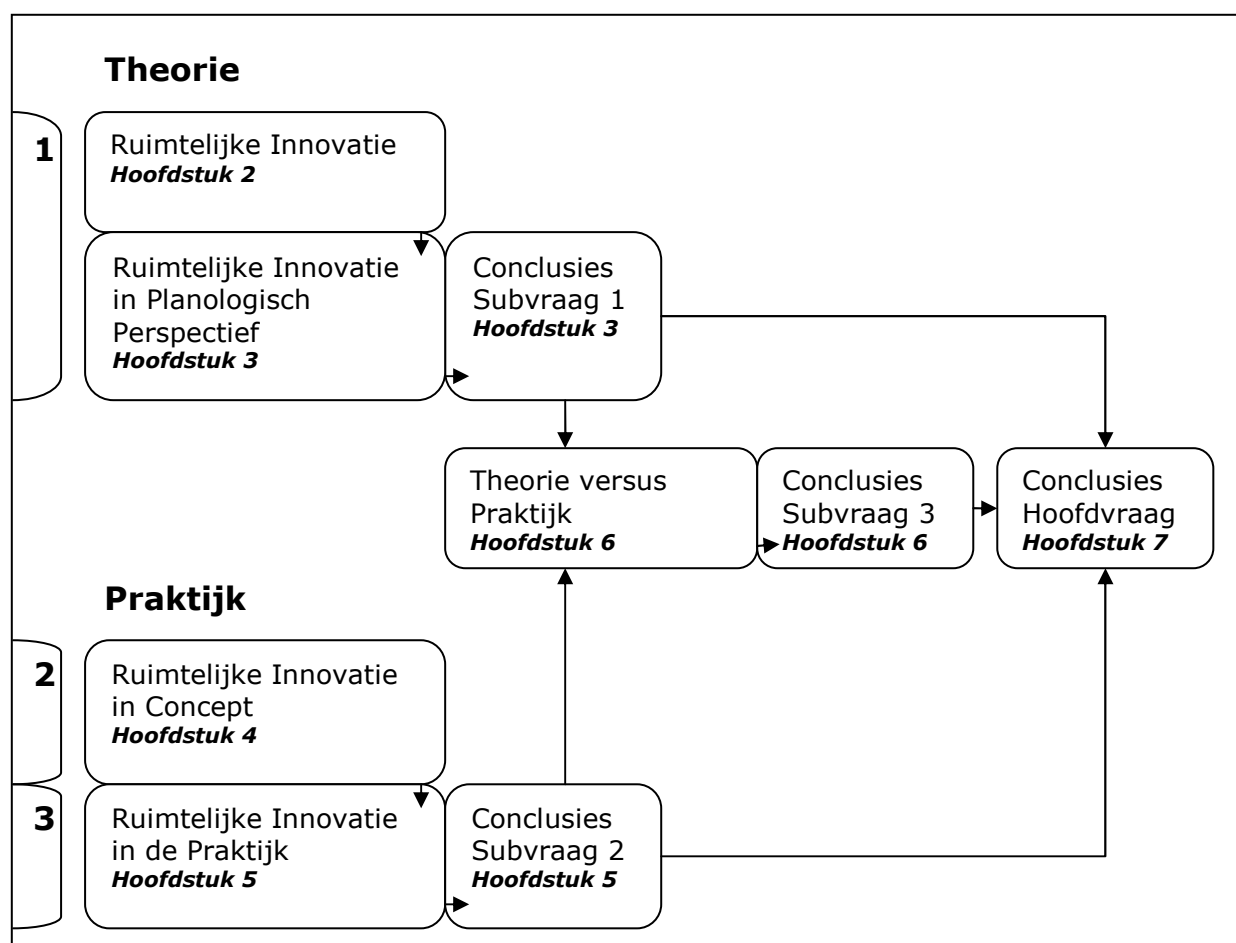 Theorie
1
Ruimtelijke Innovatie
Hoofdstuk 2
Ruimtelijke Innovatie
in Planologisch
Perspectief
Hoofdstuk 3
Conclusies
Subvraag 1
Hoofdstuk 3
Theorie versus
Praktijk
Hoofdstuk 6
Conclusies
Subvraag 3
Hoofdstuk 6
Conclusies
Hoofdvraag
Hoofdstuk 7
Praktijk
2
Ruimtelijke Innovatie
in Concept
Hoofdstuk 4
3
Ruimtelijke Innovatie
in de Praktijk
Hoofdstuk 5
Conclusies
Subvraag 2
Hoofdstuk 5